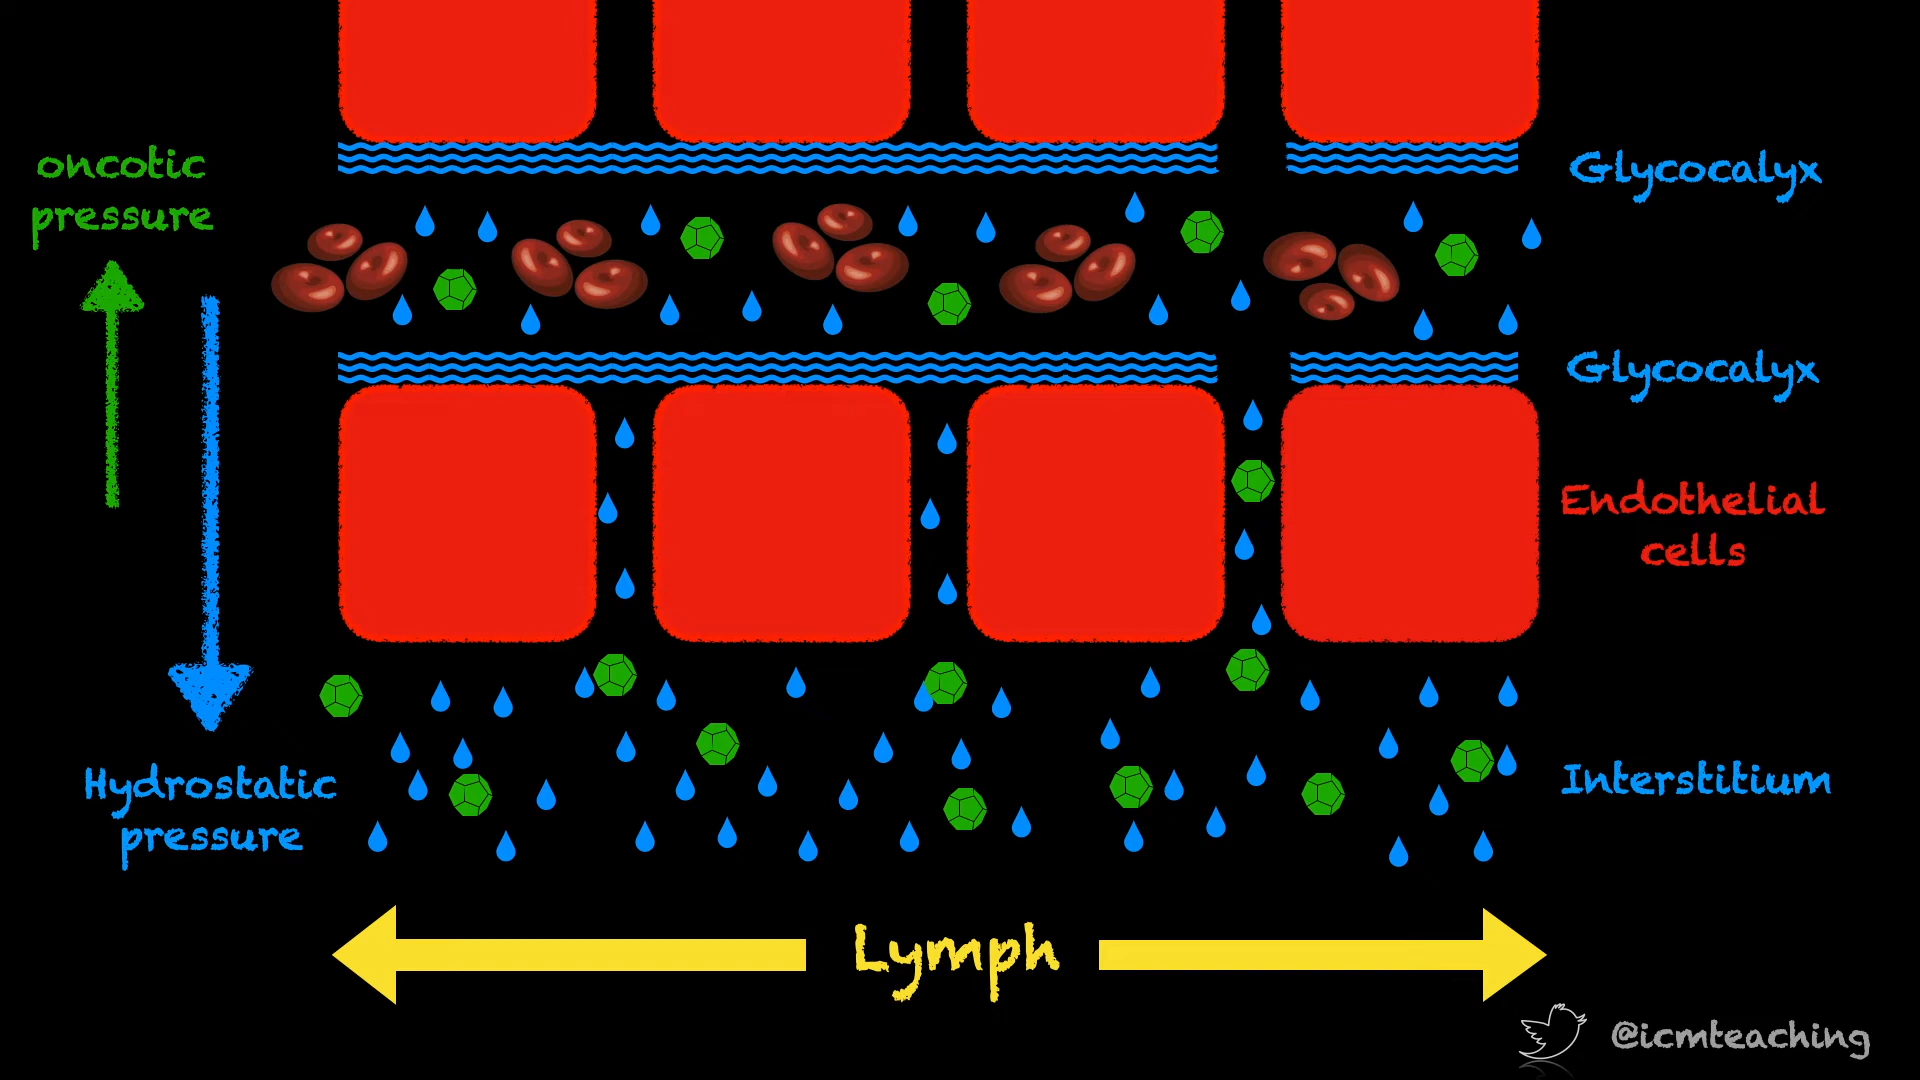 oncotic
pressure
Glycocalyx
Glycocalyx
Endothelial
cells
Hydrostatic
pressure
Interstitium
Lymph
@icmteaching